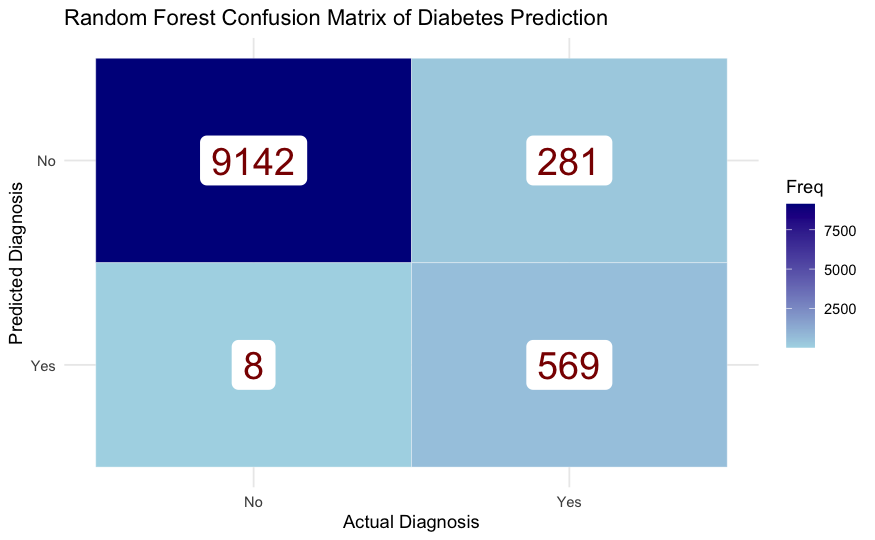 Random Forest Confusion Matrix of Diabetes Prediction
No
9142
281
Yes
8
569
No
Yes
Actual Diagnosis
Predicted Diagnosis
Freq
7500
5000
2500